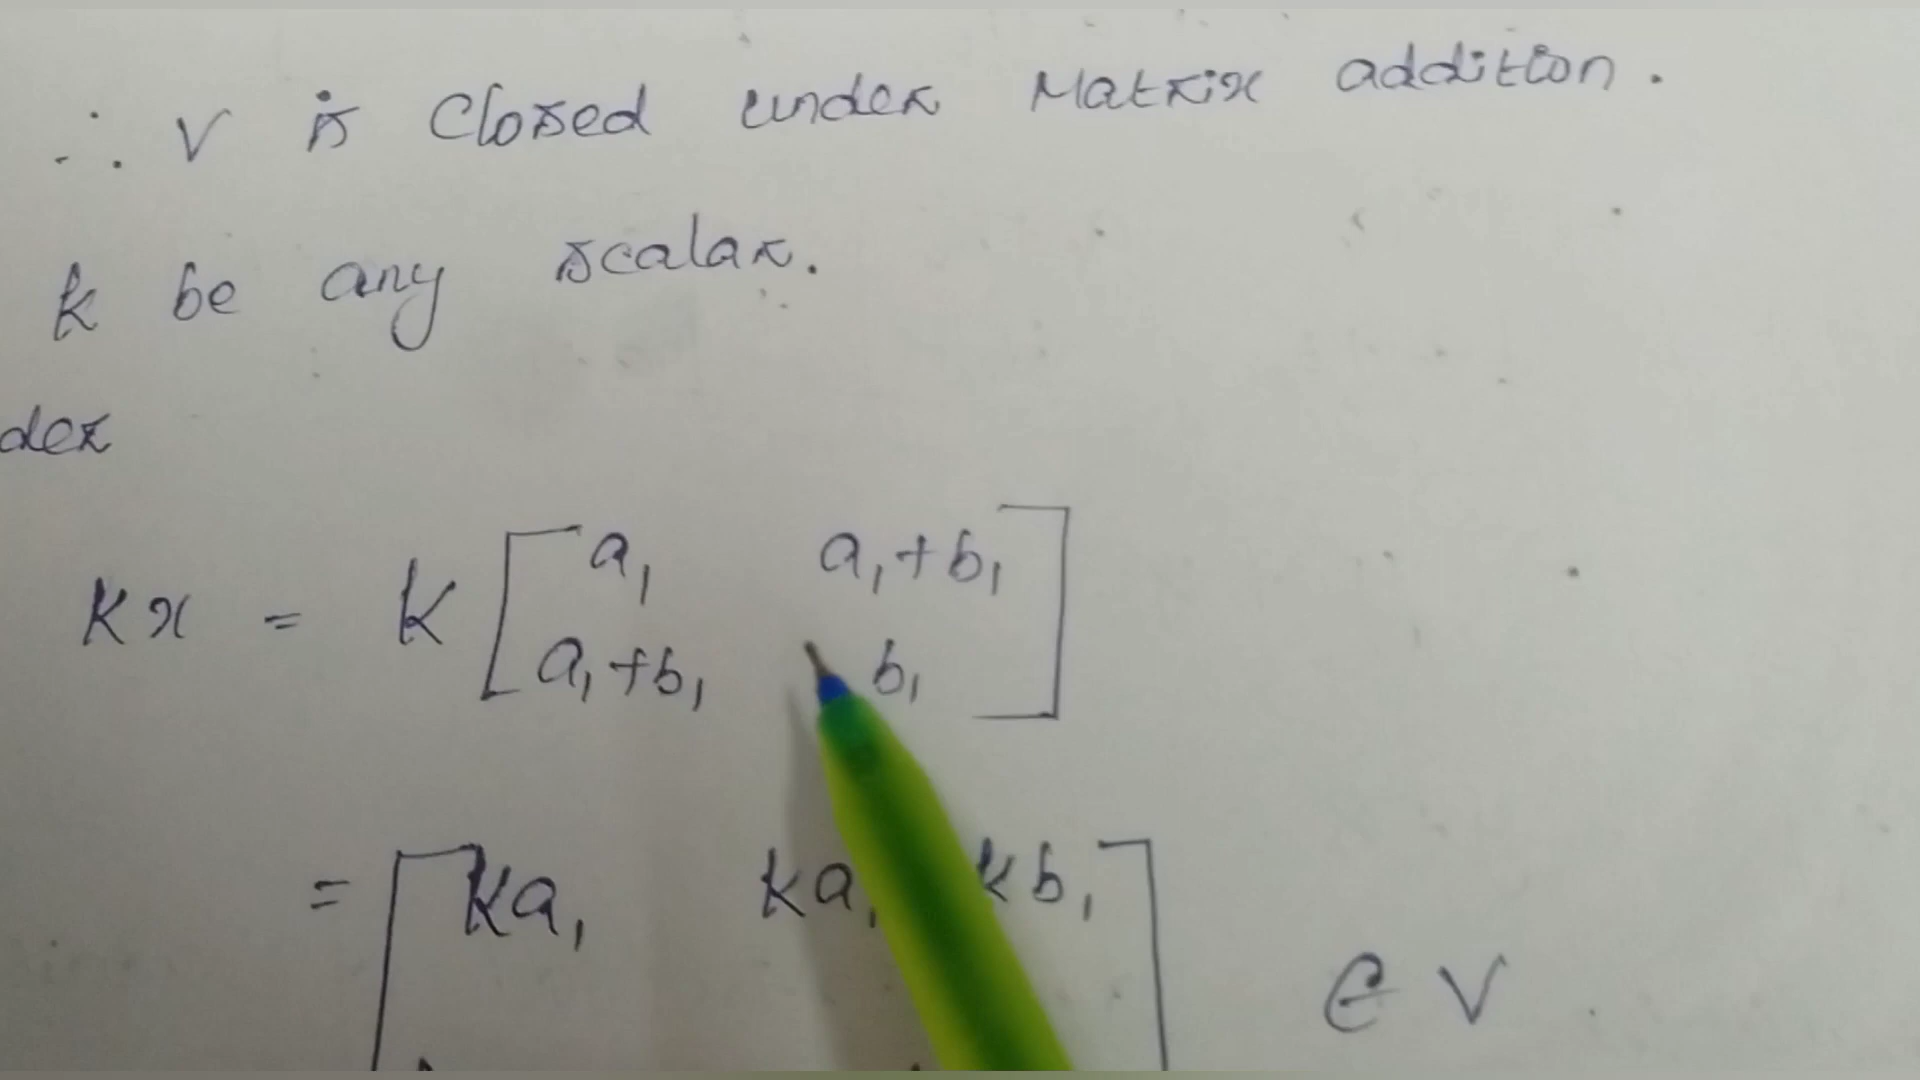 ∴ V is Closed under Matrix addition.
k be any scalar.
der
kx = k [ a₁ a₁+b₁
a₁+b₁ b₁ ]
= [ ka₁ ka₁ kb₁ ] ∈ V